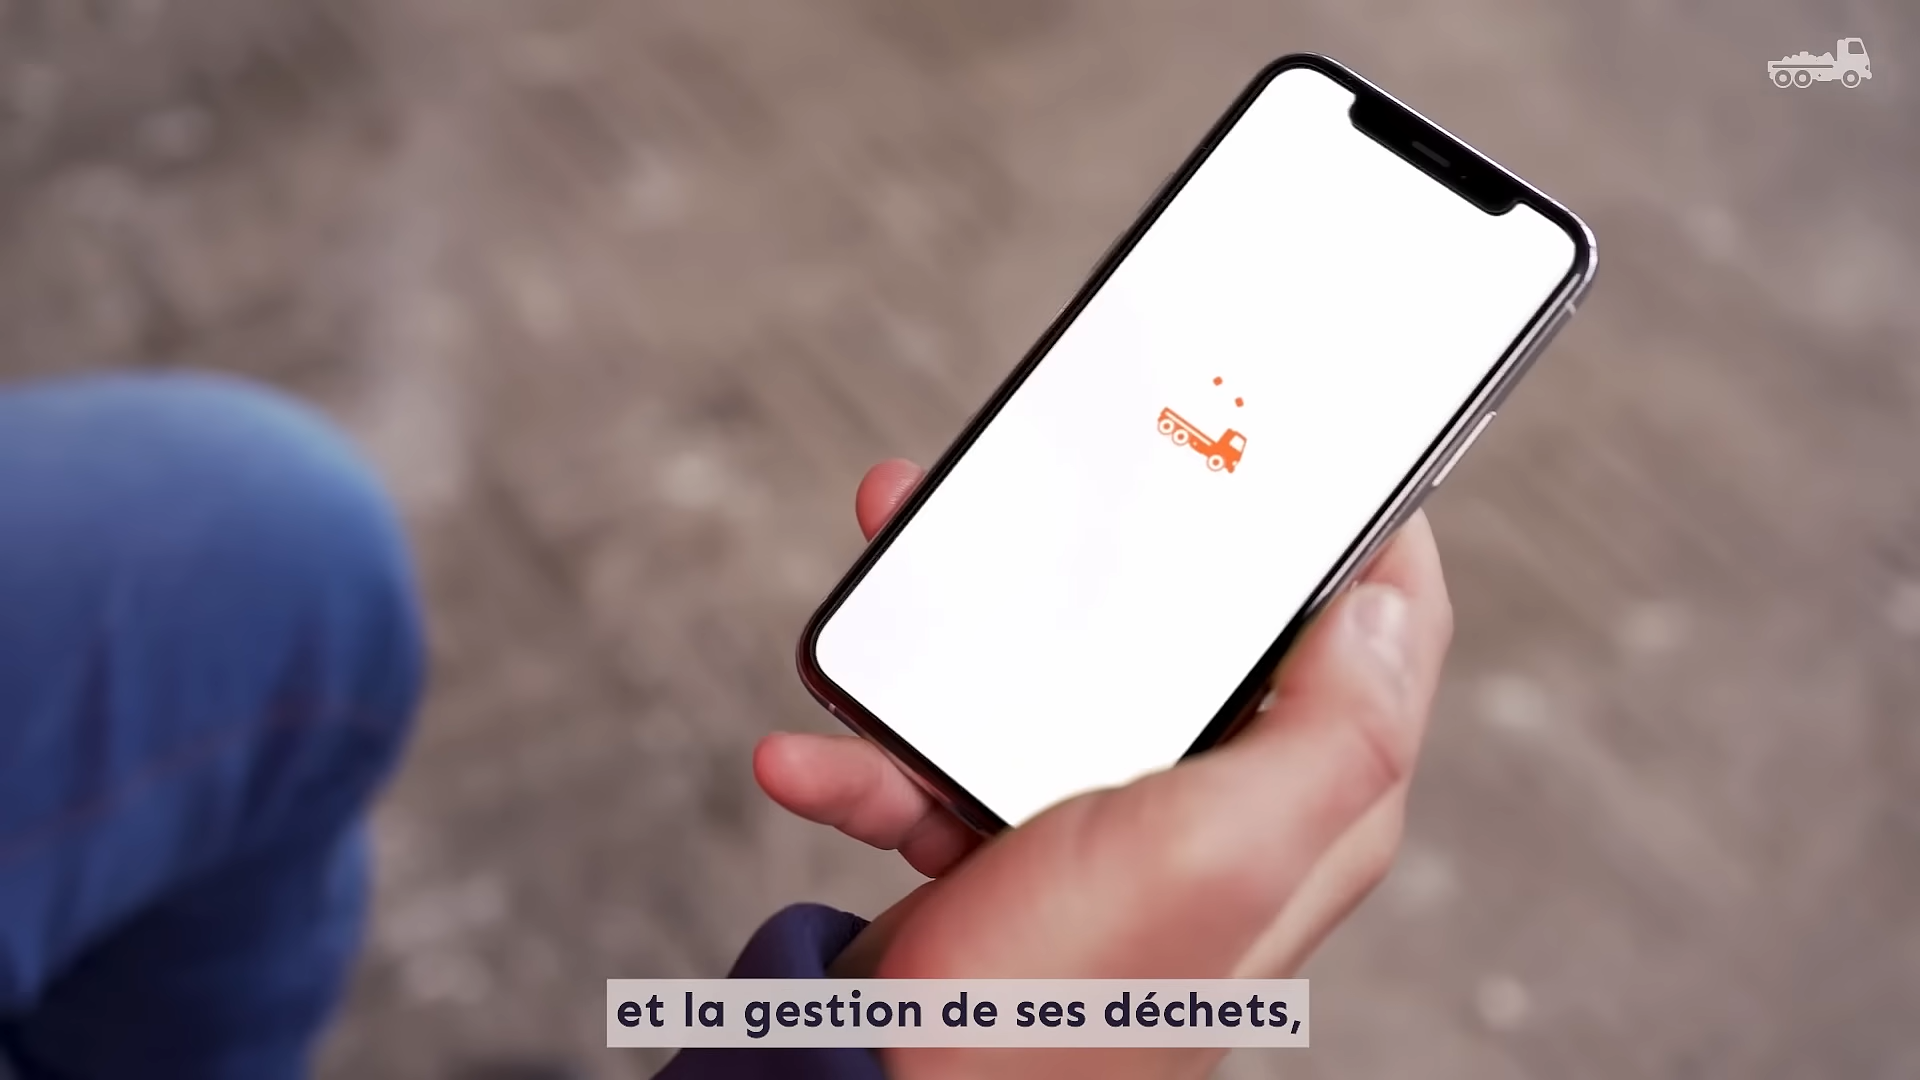 et la gestion de ses déchets,